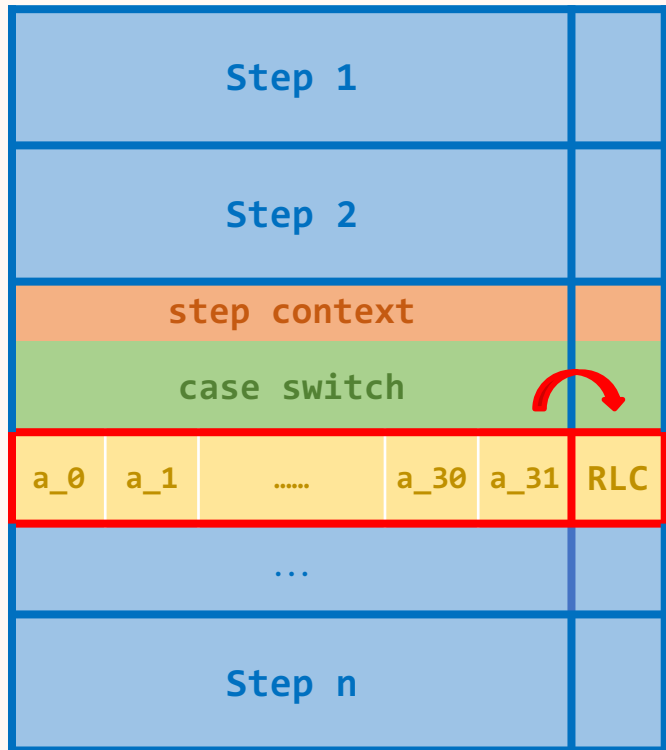 Step 1
Step 2
step context
case switch
a_0 a_1 …… a_30 a_31 RLC
...
Step n